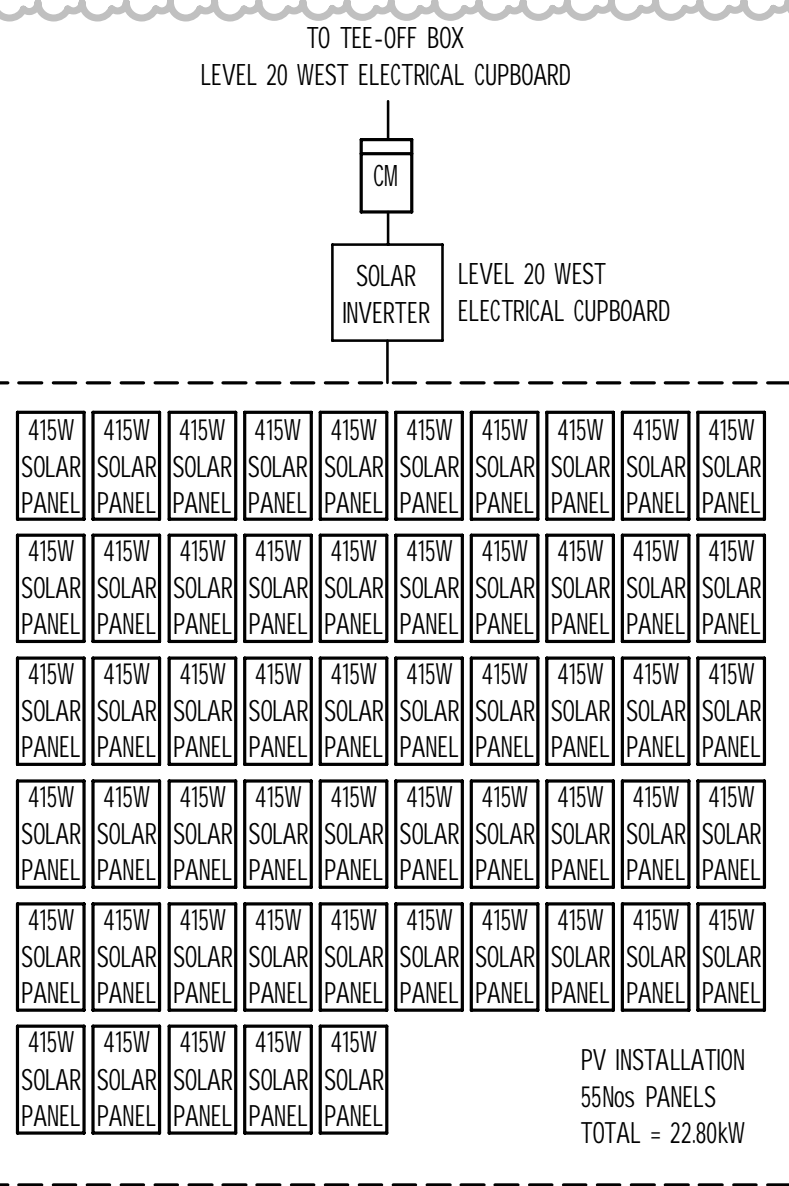 TO TEE-OFF BOX
LEVEL 20 WEST ELECTRICAL CUPBOARD
CM
SOLAR
INVERTER
LEVEL 20 WEST
ELECTRICAL CUPBOARD
415W 415W 415W 415W 415W 415W 415W 415W 415W 415W
SOLAR SOLAR SOLAR SOLAR SOLAR SOLAR SOLAR SOLAR SOLAR SOLAR
PANEL PANEL PANEL PANEL PANEL PANEL PANEL PANEL PANEL PANEL
415W 415W 415W 415W 415W 415W 415W 415W 415W 415W
SOLAR SOLAR SOLAR SOLAR SOLAR SOLAR SOLAR SOLAR SOLAR SOLAR
PANEL PANEL PANEL PANEL PANEL PANEL PANEL PANEL PANEL PANEL
415W 415W 415W 415W 415W 415W 415W 415W 415W 415W
SOLAR SOLAR SOLAR SOLAR SOLAR SOLAR SOLAR SOLAR SOLAR SOLAR
PANEL PANEL PANEL PANEL PANEL PANEL PANEL PANEL PANEL PANEL
415W 415W 415W 415W 415W 415W 415W 415W 415W 415W
SOLAR SOLAR SOLAR SOLAR SOLAR SOLAR SOLAR SOLAR SOLAR SOLAR
PANEL PANEL PANEL PANEL PANEL PANEL PANEL PANEL PANEL PANEL
415W 415W 415W 415W 415W 415W 415W 415W 415W 415W
SOLAR SOLAR SOLAR SOLAR SOLAR SOLAR SOLAR SOLAR SOLAR SOLAR
PANEL PANEL PANEL PANEL PANEL PANEL PANEL PANEL PANEL PANEL
415W 415W 415W 415W 415W
SOLAR SOLAR SOLAR SOLAR SOLAR
PANEL PANEL PANEL PANEL PANEL
PV INSTALLATION
55Nos PANELS
TOTAL = 22.80kW